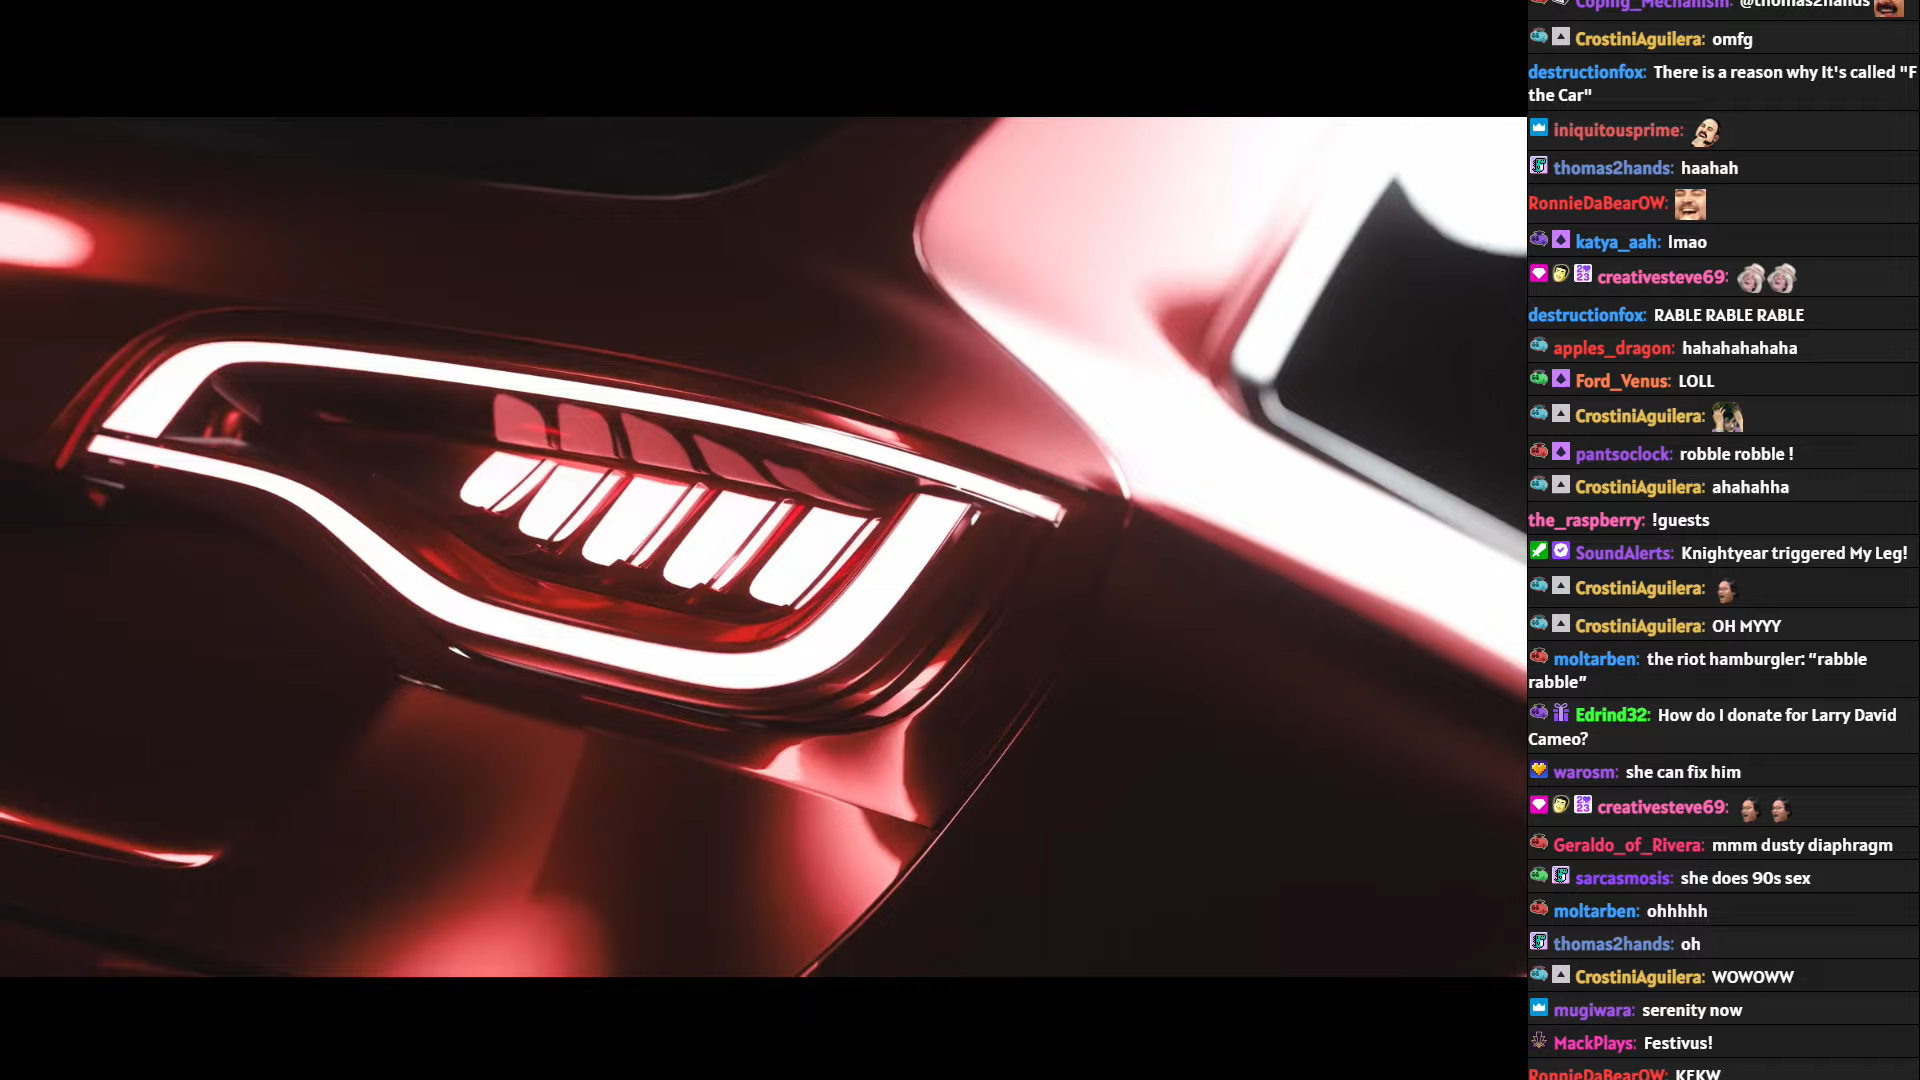 Coping_Mechanism: @thomas2hands
CrostiniAguilera: omfg
destructionfox: There is a reason why It's called "F
the Car"
iniquitousprime:
thomas2hands: haahah
RonnieDaBearOW:
katya_aah: lmao
creativesteve69:
destructionfox: RABLE RABLE RABLE
apples_dragon: hahahahahaha
Ford_Venus: LOLL
CrostiniAguilera:
pantsoclock: robble robble !
CrostiniAguilera: ahahahha
the_raspberry: !guests
SoundAlerts: Knightyear triggered My Leg!
CrostiniAguilera:
CrostiniAguilera: OH MYYY
moltarben: the riot hamburgler: “rabble
rabble”
Edrind32: How do I donate for Larry David
Cameo?
warosm: she can fix him
creativesteve69:
Geraldo_of_Rivera: mmm dusty diaphragm
sarcasmosis: she does 90s sex
moltarben: ohhhhh
thomas2hands: oh
CrostiniAguilera: WOWOWW
mugiwara: serenity now
MackPlays: Festivus!
RonnieDaBearOW: KEKW